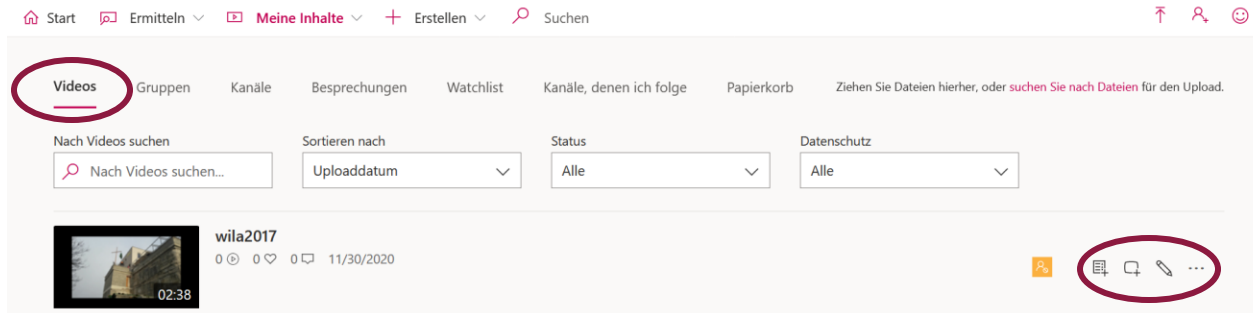 Start Ermitteln Meine Inhalte Erstellen Suchen
Videos Gruppen Kanäle Besprechungen Watchlist Kanäle, denen ich folge Papierkorb Ziehen Sie Dateien hierher, oder suchen Sie nach Dateien für den Upload.
Nach Videos suchen Sortieren nach Status Datenschutz
Nach Videos suchen... Uploaddatum Alle Alle
wila2017
0 0 0 11/30/2020
02:38